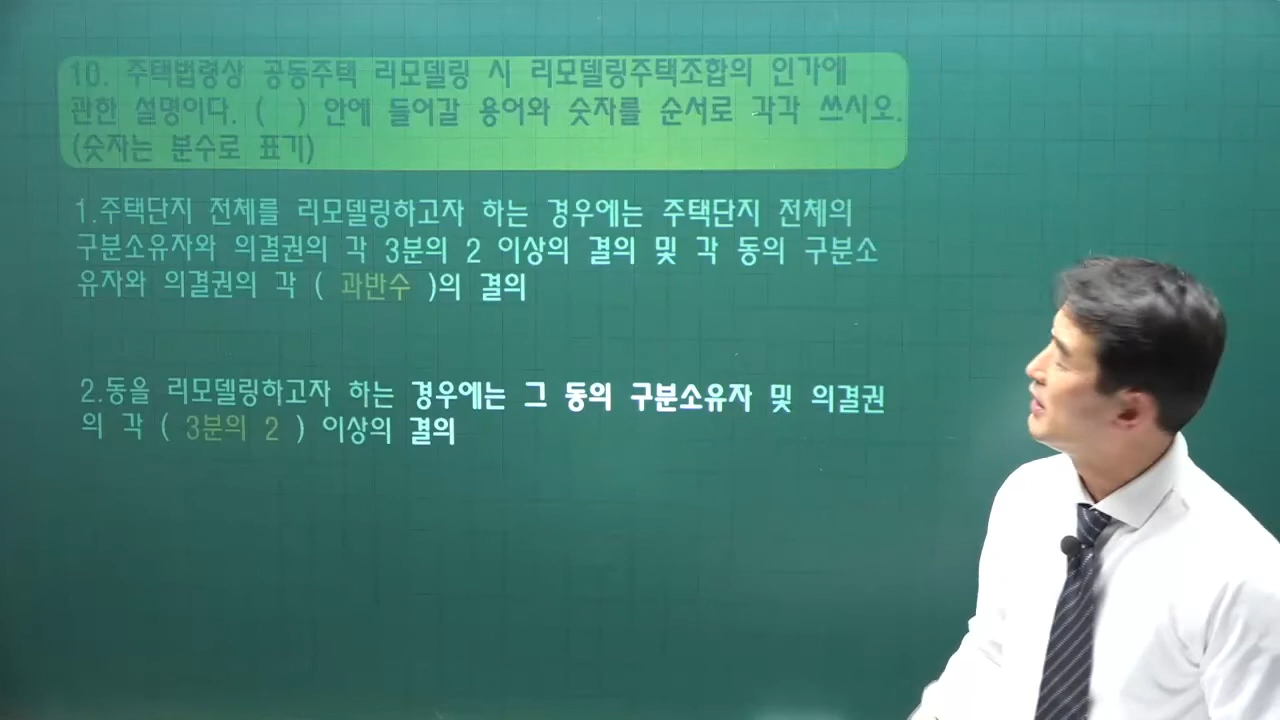 10. 주택법령상 공동주택 리모델링 시 리모델링주택조합의 인가에
관한 설명이다. ( ) 안에 들어갈 용어와 숫자를 순서로 각각 쓰시오.
(숫자는 분수로 표기)
1.주택단지 전체를 리모델링하고자 하는 경우에는 주택단지 전체의
구분소유자와 의결권의 각 3분의 2 이상의 결의 및 각 동의 구분소
유자와 의결권의 각 ( 과반수 )의 결의
2.동을 리모델링하고자 하는 경우에는 그 동의 구분소유자 및 의결권
의 각 ( 3분의 2 ) 이상의 결의